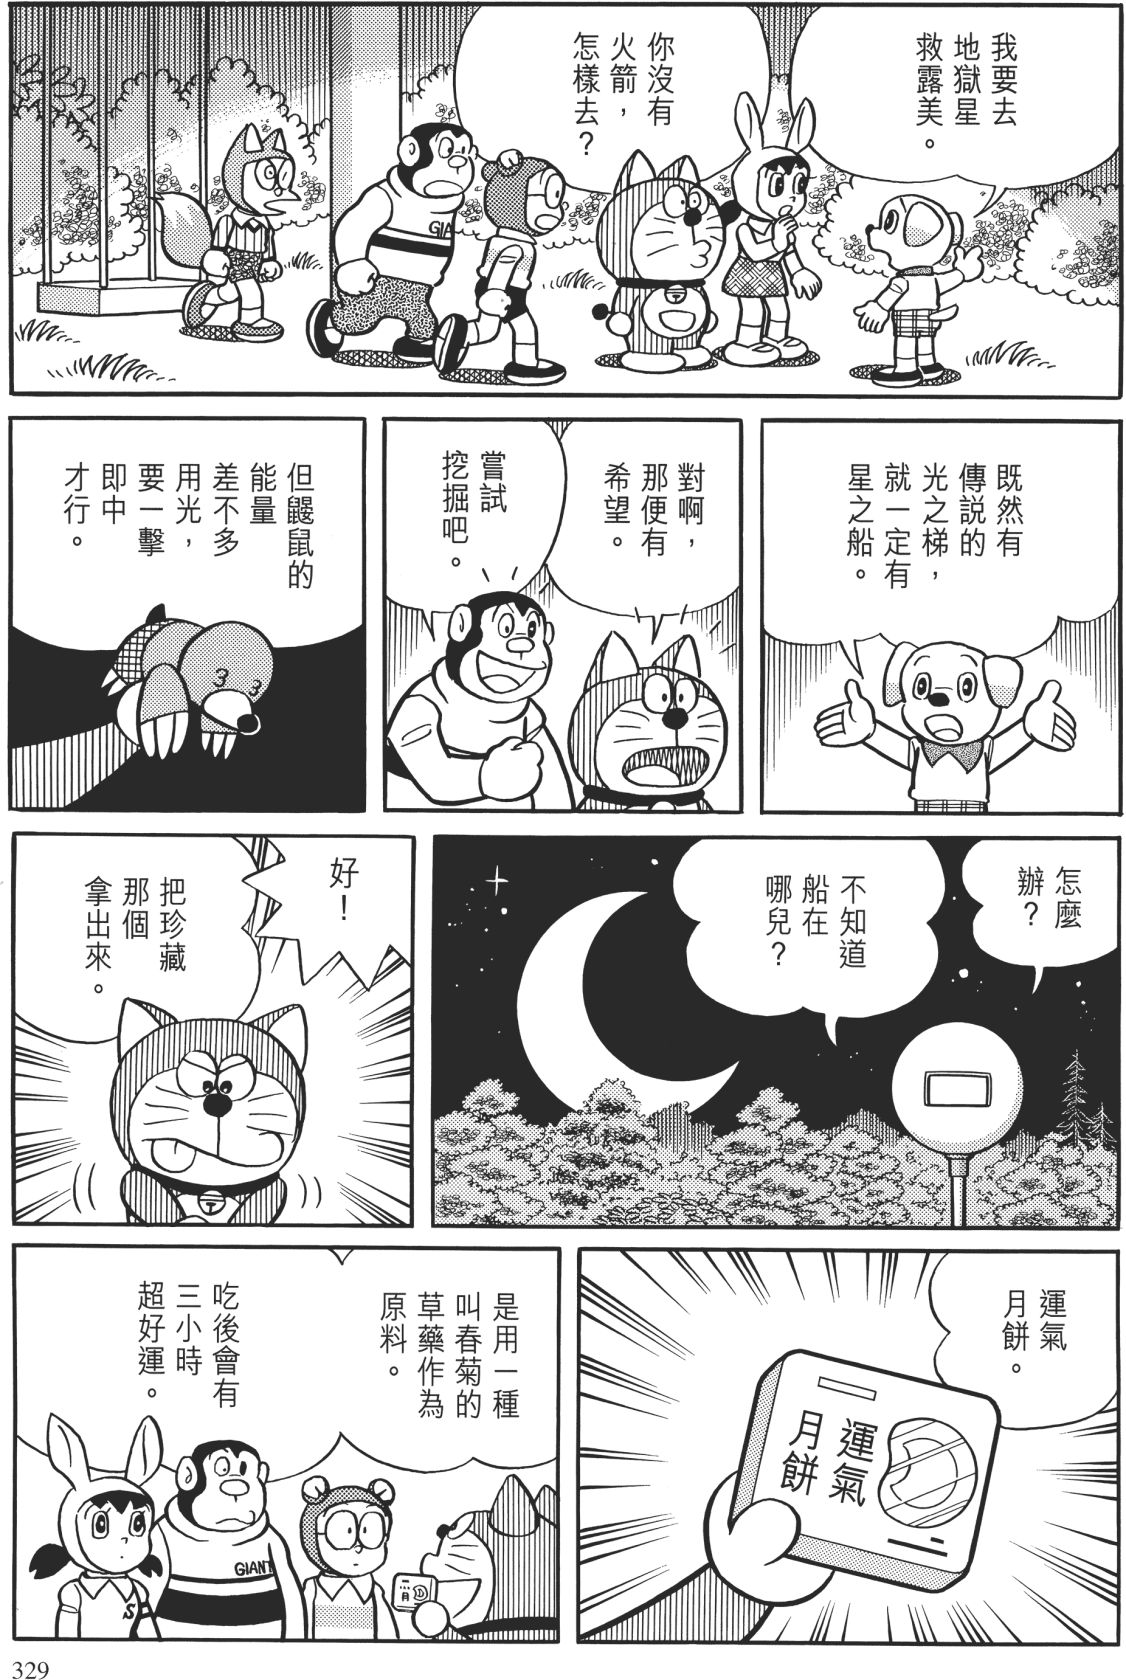 我要去
地獄星
救露美。
你沒有
火箭，
怎樣去？
GIA
既然有
傳說的
光之梯，
就一定有
星之船。
對啊，
那便有
希望。
嘗試
挖掘吧。
但鼴鼠的
能量
差不多
用光，
要一擊
即中
才行。
怎麼
辦？
不知道
船在
哪兒？
好！
把珍藏
那個
拿出來。
運氣
月餅。
運氣
月餅
是用一種
叫春菊的
草藥作為
原料。
吃後會有
三小時
超好運。
GIANT
S
329